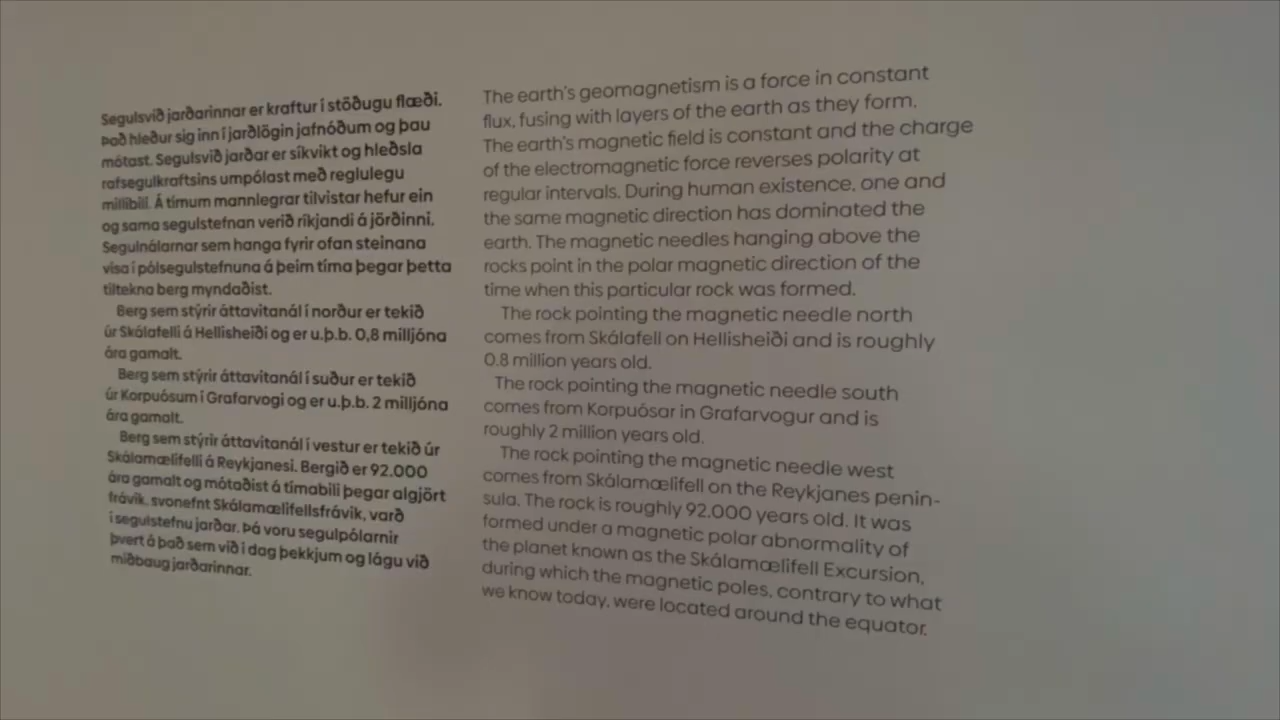 Segulsvið jarðarinnar er kraftur í stöðugu flæði.
Það hleður sig inn í jarðlögin jafnóðum og þau
mótast. Segulsvið jarðar er síkvikt og hleðsla
rafsegulkraftsins umpólast með reglulegu
millibili. Á tímum mannlegrar tilvistar hefur ein
og sama segulstefnan verið ríkjandi á jörðinni.
Segulnálarnar sem hanga fyrir ofan steinana
vísa í pólsegulstefnuna á þeim tíma þegar þetta
tiltekna berg myndaðist.
Berg sem stýrir áttavitanál í norður er tekið
úr Skálafelli á Hellisheiði og er u.þ.b. 0,8 milljóna
ára gamalt.
Berg sem stýrir áttavitanál í suður er tekið
úr Korpuósum í Grafarvogi og er u.þ.b. 2 milljóna
ára gamalt.
Berg sem stýrir áttavitanál í vestur er tekið úr
Skálamælifelli á Reykjanesi. Bergið er 92.000
ára gamalt og mótaðist á tímabili þegar algjört
frávik, svonefnt Skálamælifellsfrávik, varð
í segulstefnu jarðar. Þá voru segulpólarnir
þvert á það sem við í dag þekkjum og lágu við
miðbaug jarðarinnar.
The earth's geomagnetism is a force in constant
flux, fusing with layers of the earth as they form.
The earth's magnetic field is constant and the charge
of the electromagnetic force reverses polarity at
regular intervals. During human existence, one and
the same magnetic direction has dominated the
earth. The magnetic needles hanging above the
rocks point in the polar magnetic direction of the
time when this particular rock was formed.
The rock pointing the magnetic needle north
comes from Skálafell on Hellisheiði and is roughly
0.8 million years old.
The rock pointing the magnetic needle south
comes from Korpuósar in Grafarvogur and is
roughly 2 million years old.
The rock pointing the magnetic needle west
comes from Skálamælifell on the Reykjanes penin-
sula. The rock is roughly 92.000 years old. It was
formed under a magnetic polar abnormality of
the planet known as the Skálamælifell Excursion,
during which the magnetic poles, contrary to what
we know today, were located around the equator.